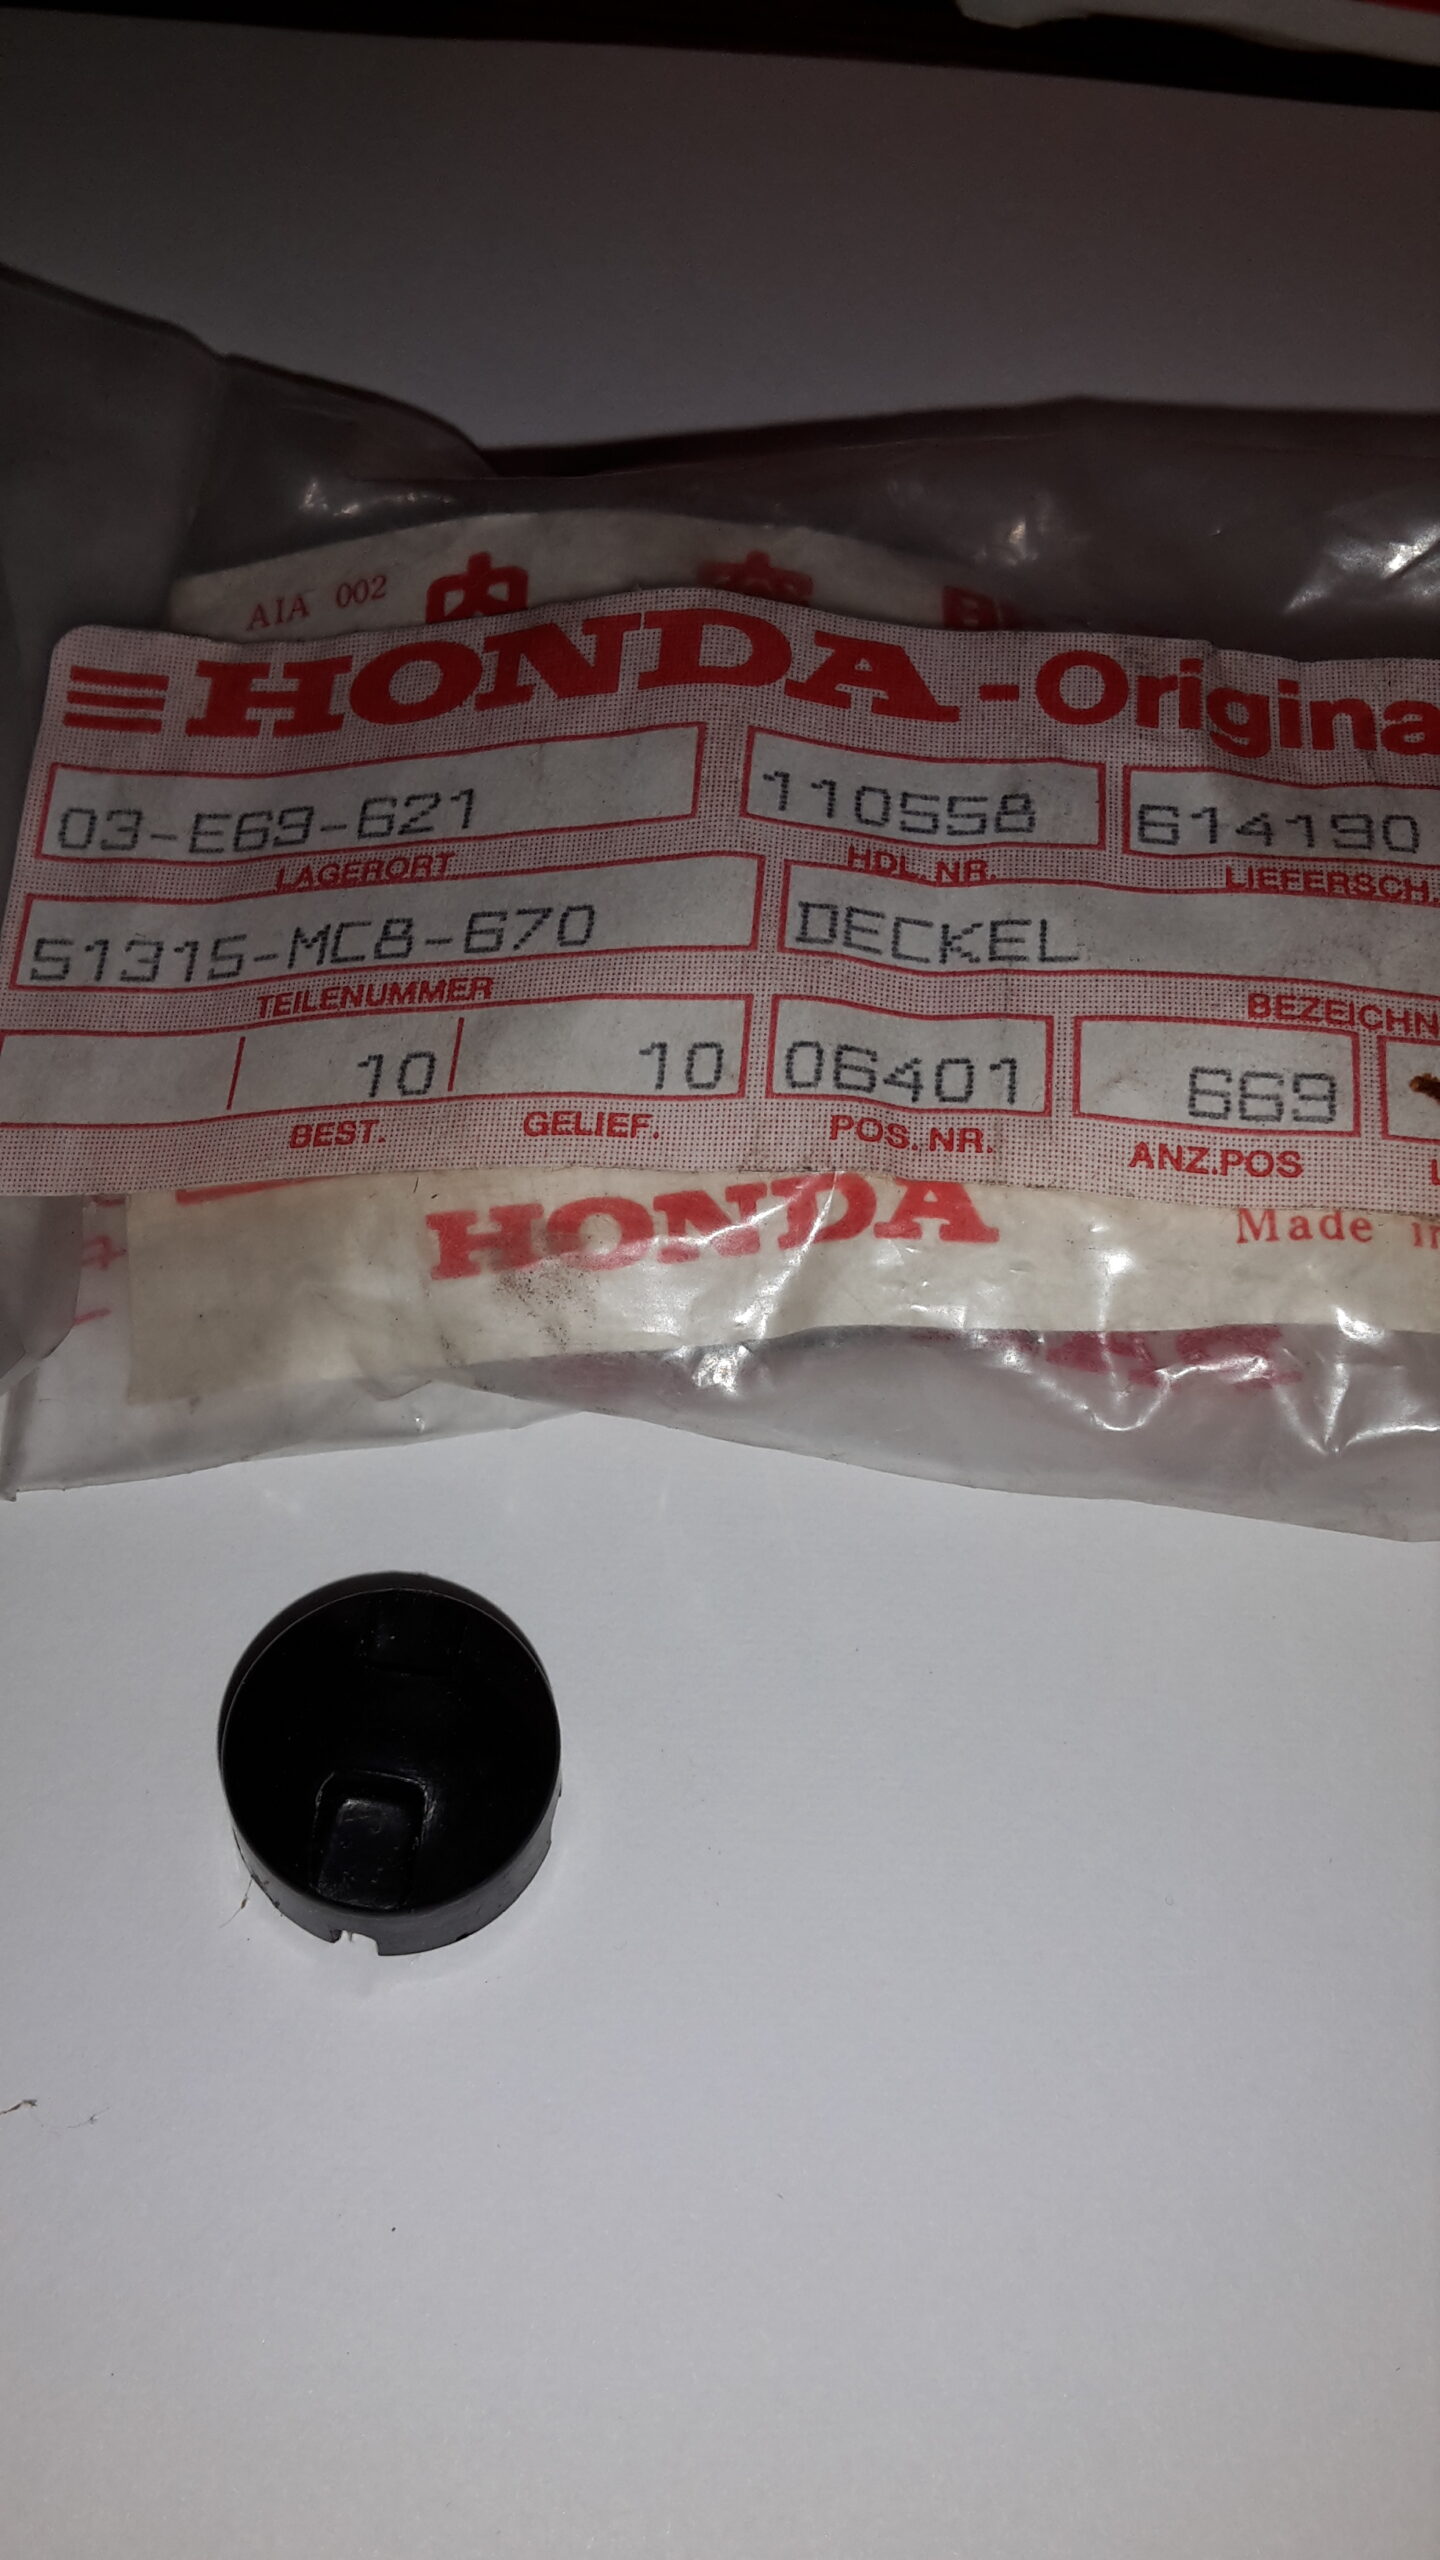 AIA 002
HONDA - Origina
03-E69-621 110558 614190
LAGERORT HDL.NR. LIEFERSCH.
51315-MC8-670 DECKEL
TEILENUMMER BEZEICHN
10 10 06401 669
BEST. GELIEF. POS.NR. ANZ.POS
HONDA Made in